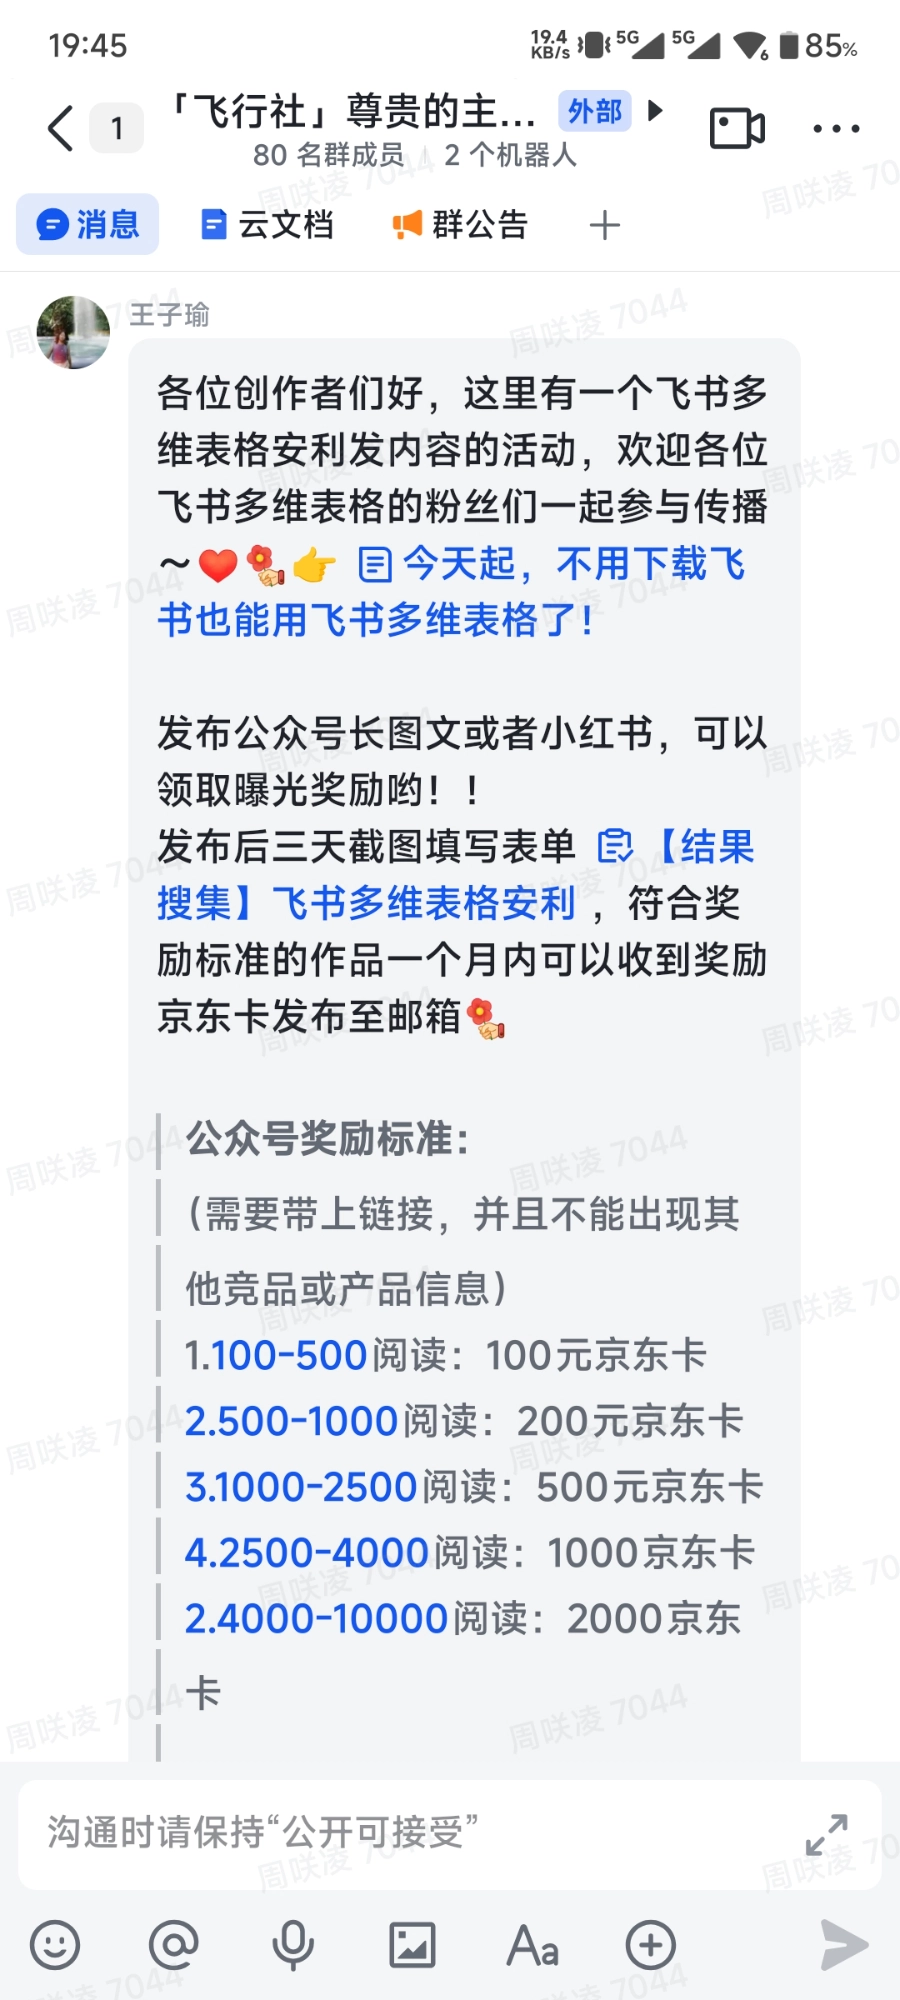 19:45
19.4 KB/s 5G 5G 6 85%
1
「飞行社」尊贵的主... 外部
80 名群成员 2 个机器人
消息 云文档 群公告
王子瑜
各位创作者们好，这里有一个飞书多
维表格安利发内容的活动，欢迎各位
飞书多维表格的粉丝们一起参与传播
～❤️ 👉 今天起，不用下载飞
书也能用飞书多维表格了！
发布公众号长图文或者小红书，可以
领取曝光奖励哟！！
发布后三天截图填写表单 【结果
搜集】飞书多维表格安利 ，符合奖
励标准的作品一个月内可以收到奖励
京东卡发布至邮箱
公众号奖励标准：
（需要带上链接，并且不能出现其
他竞品或产品信息）
1.100-500阅读：100元京东卡
2.500-1000阅读：200元京东卡
3.1000-2500阅读：500元京东卡
4.2500-4000阅读：1000京东卡
2.4000-10000阅读：2000京东
卡
沟通时请保持“公开可接受”
Aa
周咲凌 7044